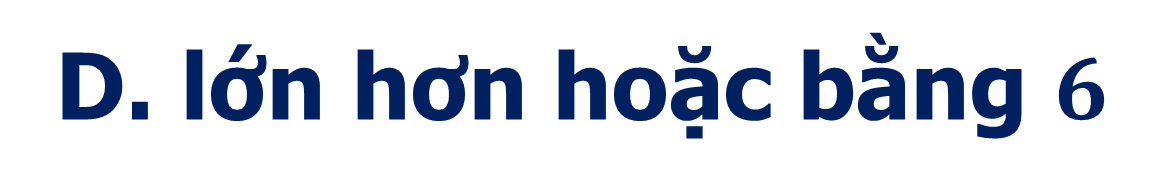 D. lớn hơn hoặc bằng 6